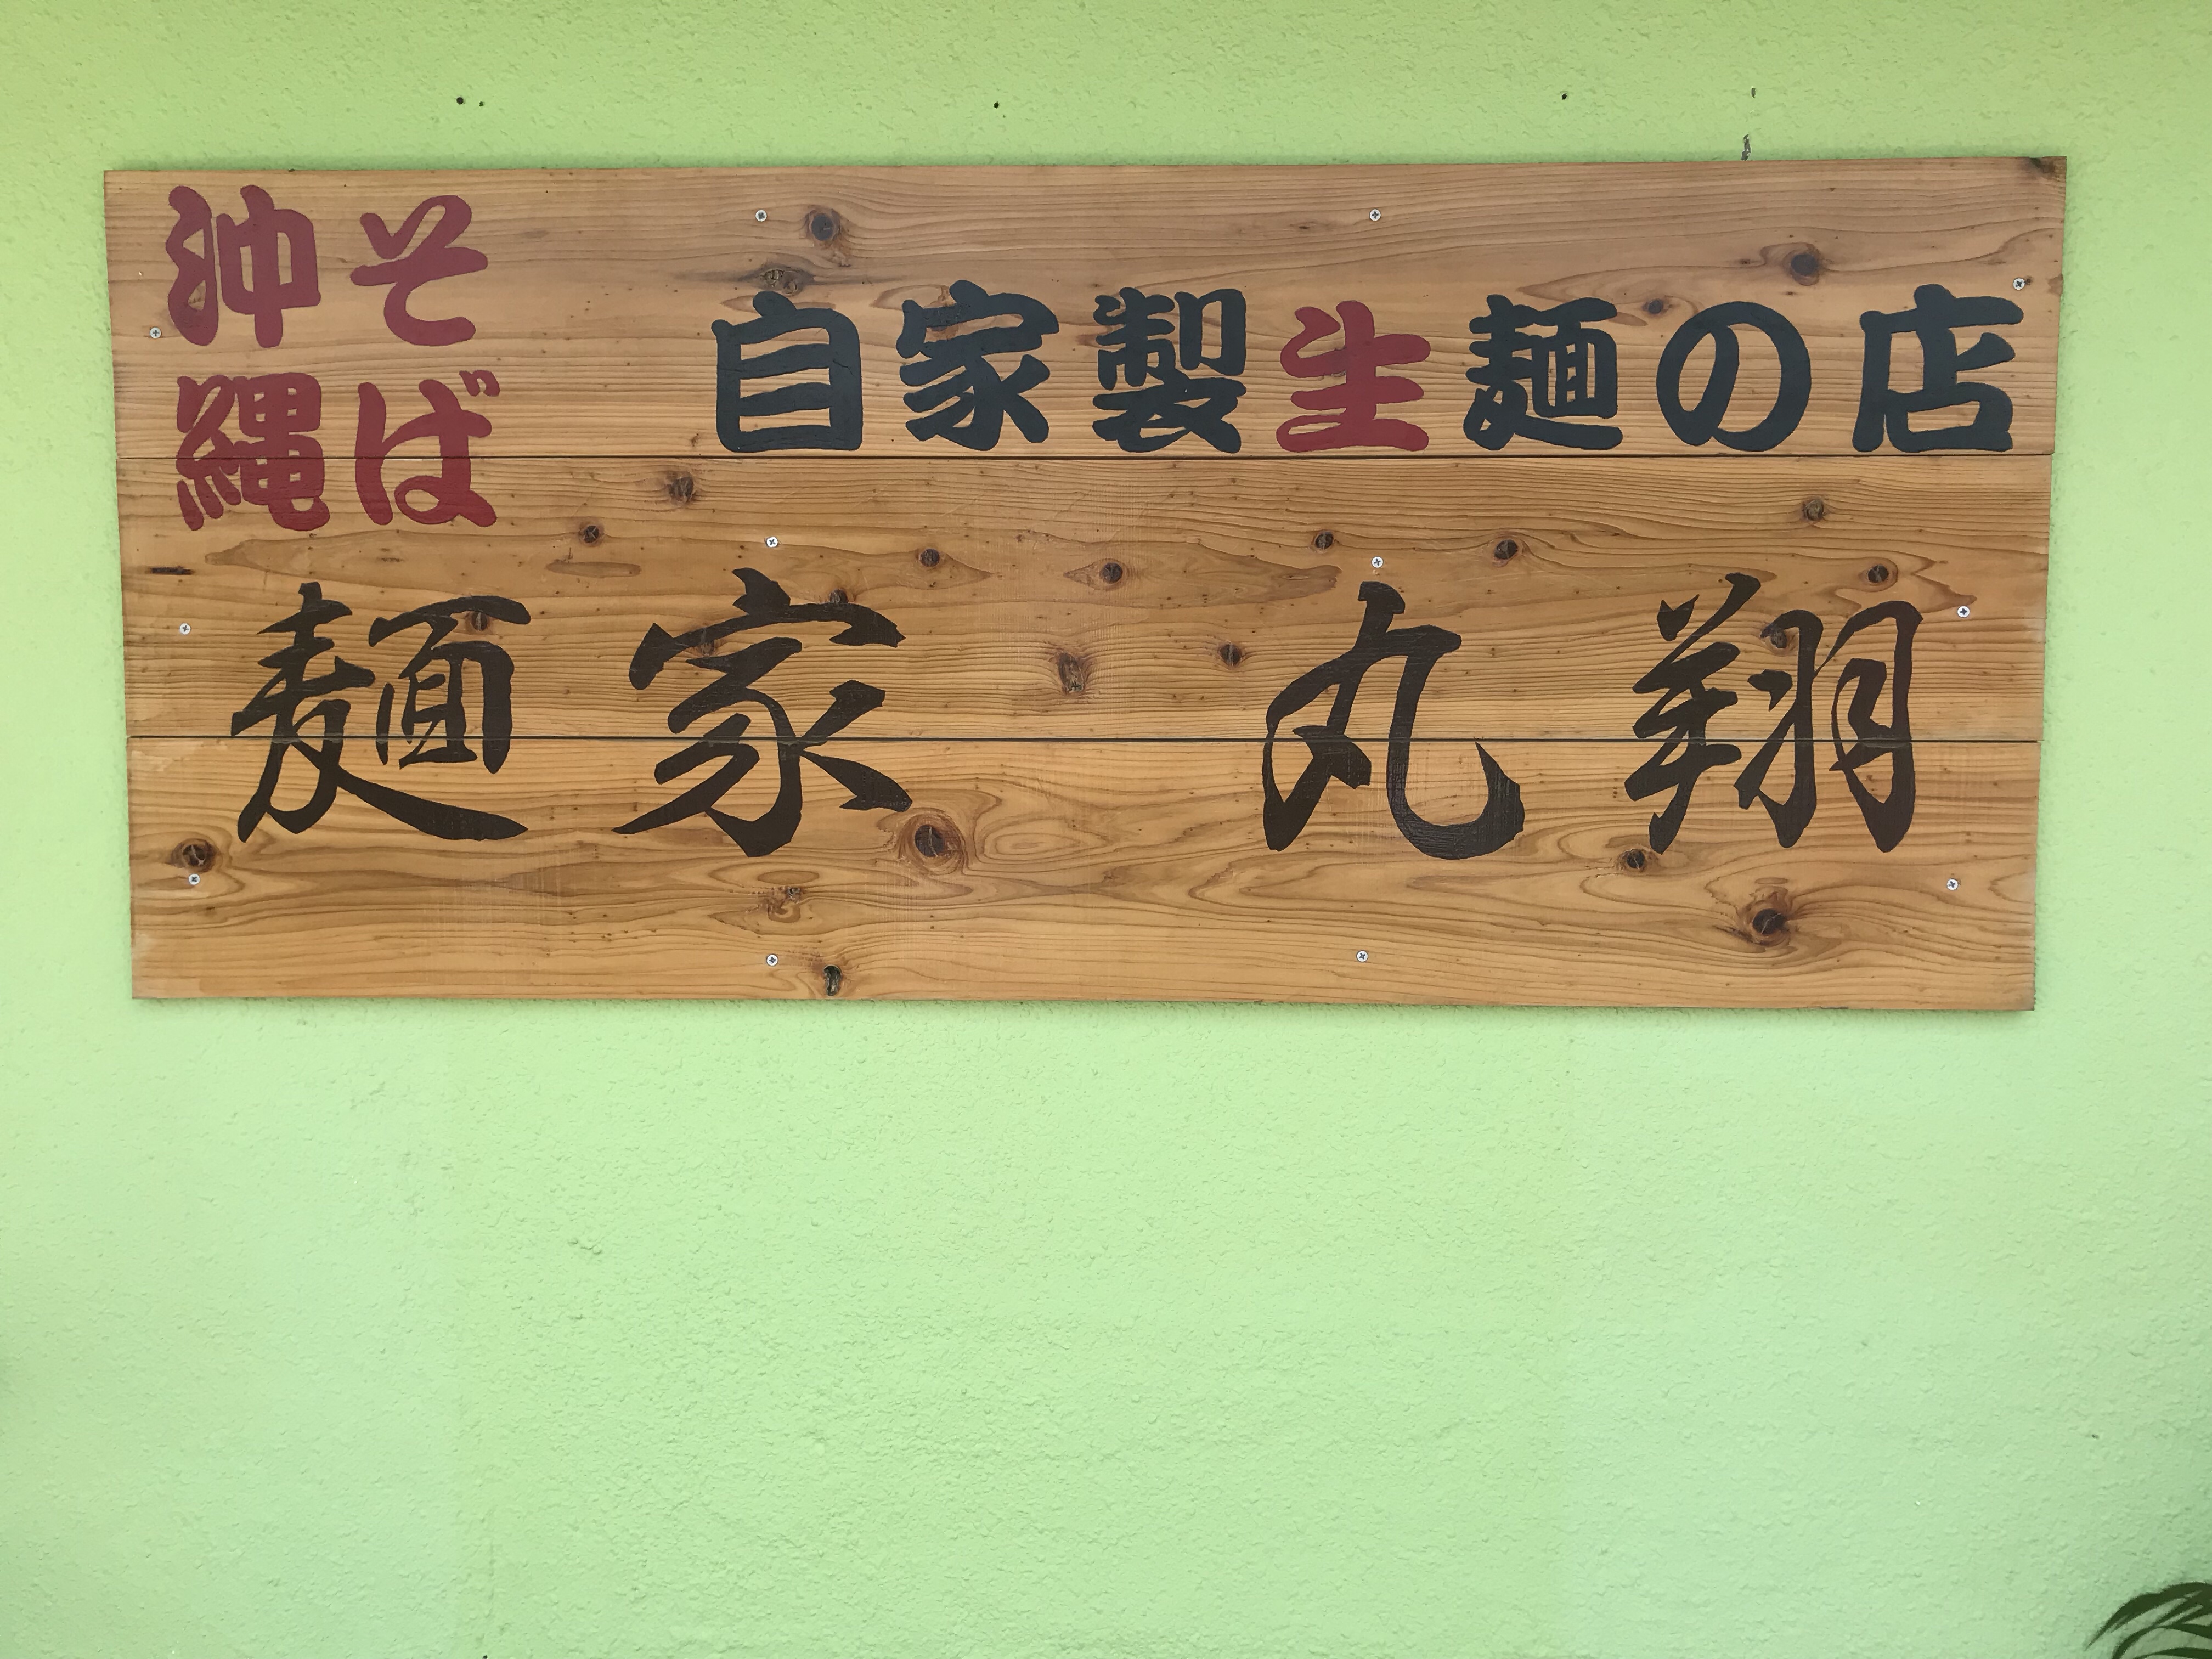 沖縄
そば
自家製生麺の店
麺家 丸翔